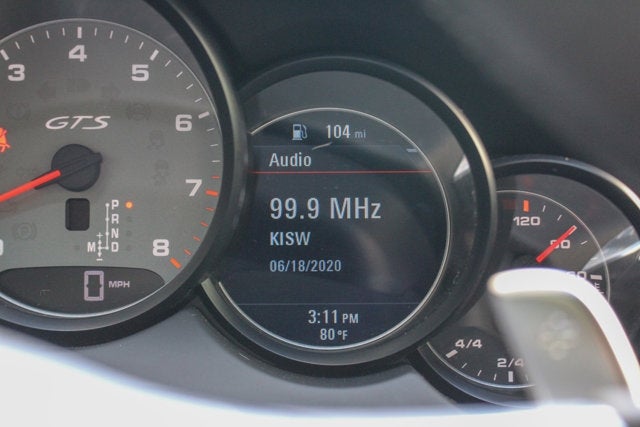 3 4 5 6 7 8
GTS
P
R
N
M D
0 MPH
104 mi
Audio
99.9 MHz
KISW
06/18/2020
3:11 PM
80°F
120
4/4
2/4